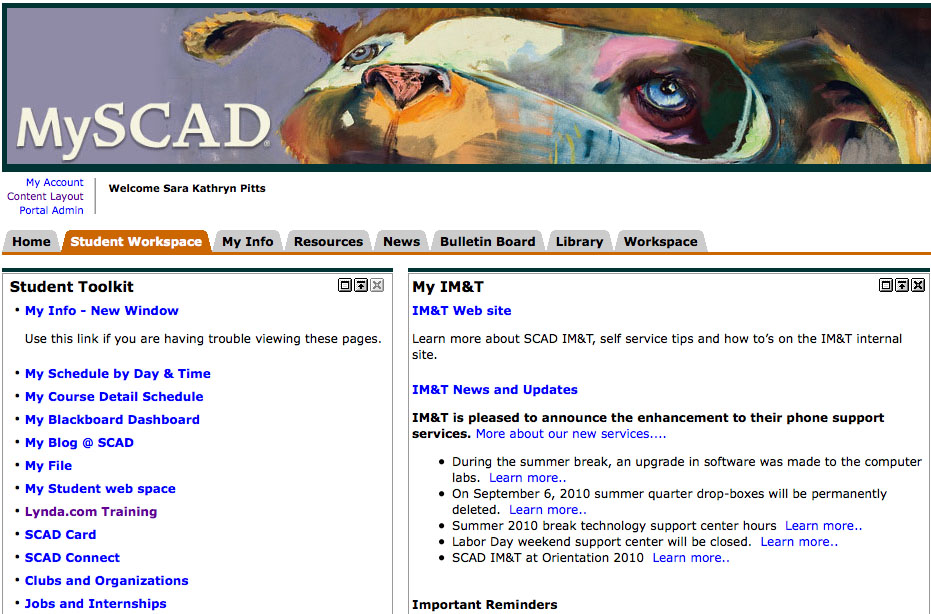 MySCAD®
My Account
Content Layout
Portal Admin
Welcome Sara Kathryn Pitts
Home
Student Workspace
My Info
Resources
News
Bulletin Board
Library
Workspace
Student Toolkit
• My Info - New Window
Use this link if you are having trouble viewing these pages.
• My Schedule by Day & Time
• My Course Detail Schedule
• My Blackboard Dashboard
• My Blog @ SCAD
• My File
• My Student web space
• Lynda.com Training
• SCAD Card
• SCAD Connect
• Clubs and Organizations
• Jobs and Internships
My IM&T
IM&T Web site
Learn more about SCAD IM&T, self service tips and how to's on the IM&T internal
site.
IM&T News and Updates
IM&T is pleased to announce the enhancement to their phone support
services. More about our new services....
• During the summer break, an upgrade in software was made to the computer
labs. Learn more..
• On September 6, 2010 summer quarter drop-boxes will be permanently
deleted. Learn more..
• Summer 2010 break technology support center hours Learn more..
• Labor Day weekend support center will be closed. Learn more..
• SCAD IM&T at Orientation 2010 Learn more..
Important Reminders